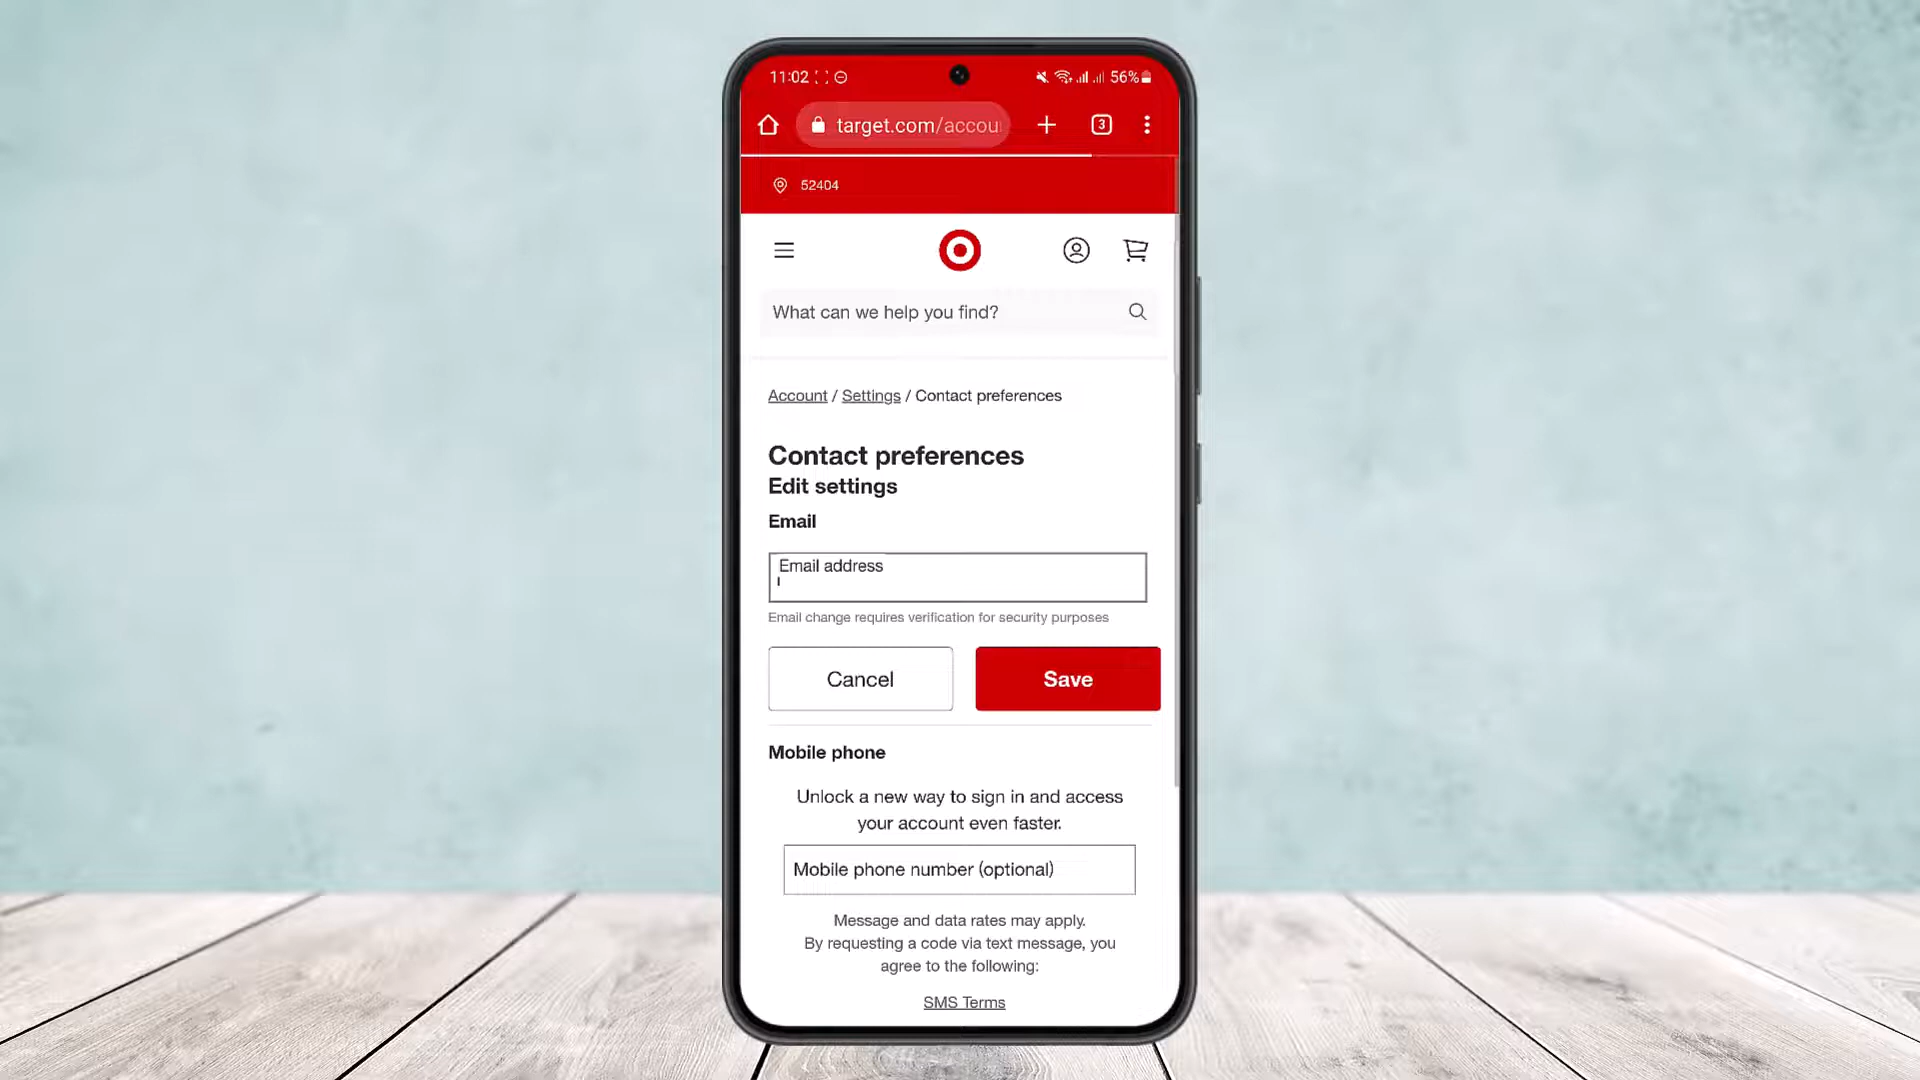 11:02
56%
target.com/accou
3
52404
What can we help you find?
Account / Settings / Contact preferences
Contact preferences
Edit settings
Email
Email address
Email change requires verification for security purposes
Cancel
Save
Mobile phone
Unlock a new way to sign in and access
your account even faster.
Mobile phone number (optional)
Message and data rates may apply.
By requesting a code via text message, you
agree to the following:
SMS Terms